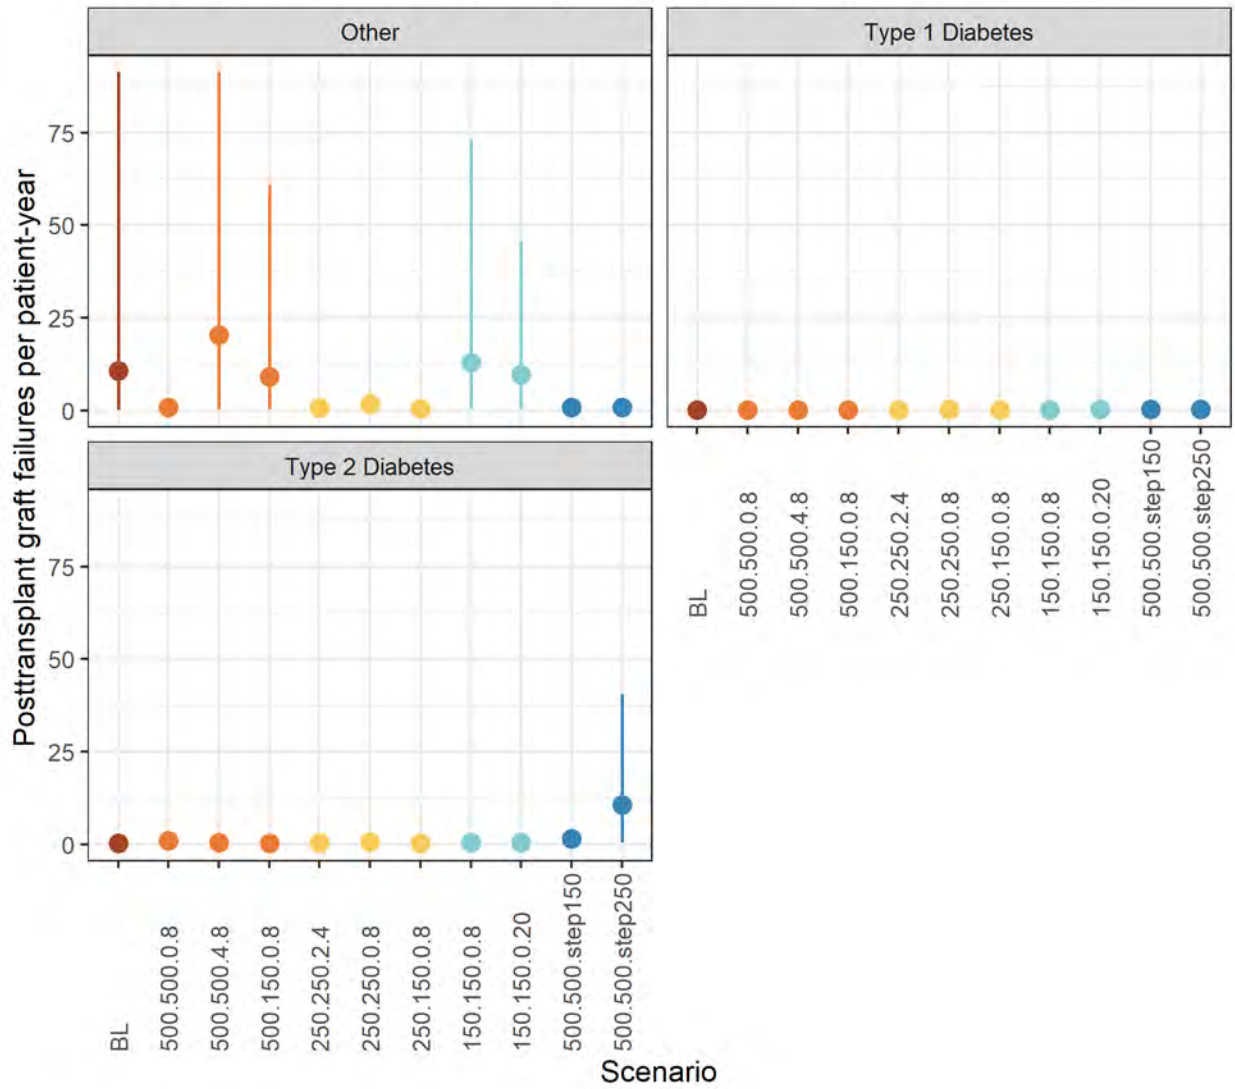 Other
Type 1 Diabetes
Posttransplant graft failures per patient-year
75
50
25
0
BL
500.500.0.8
500.500.4.8
500.150.0.8
250.250.2.4
250.250.0.8
250.150.0.8
150.150.0.8
150.150.0.20
500.500.step150
500.500.step250
Type 2 Diabetes
75
50
25
0
BL
500.500.0.8
500.500.4.8
500.150.0.8
250.250.2.4
250.250.0.8
250.150.0.8
150.150.0.8
150.150.0.20
500.500.step150
500.500.step250
Scenario